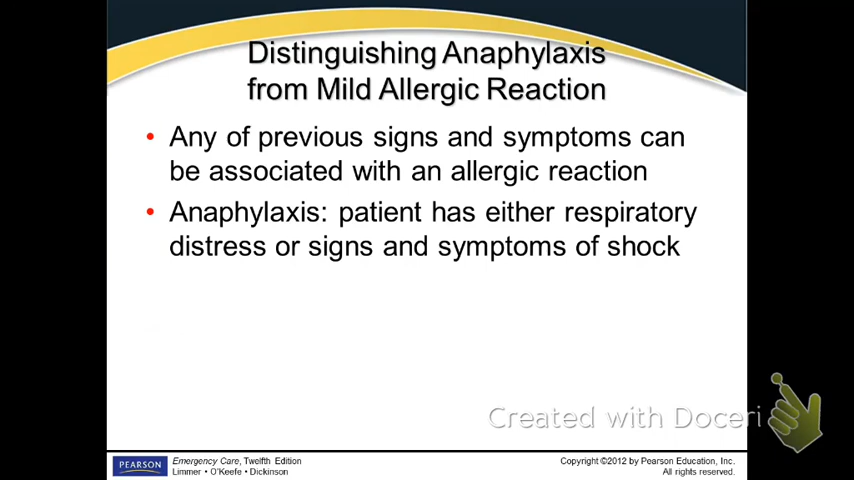 Distinguishing Anaphylaxis
from Mild Allergic Reaction
• Any of previous signs and symptoms can
be associated with an allergic reaction
• Anaphylaxis: patient has either respiratory
distress or signs and symptoms of shock
Created with Doceri
PEARSON
Emergency Care, Twelfth Edition
Limmer • O'Keefe • Dickinson
Copyright ©2012 by Pearson Education, Inc.
All rights reserved.